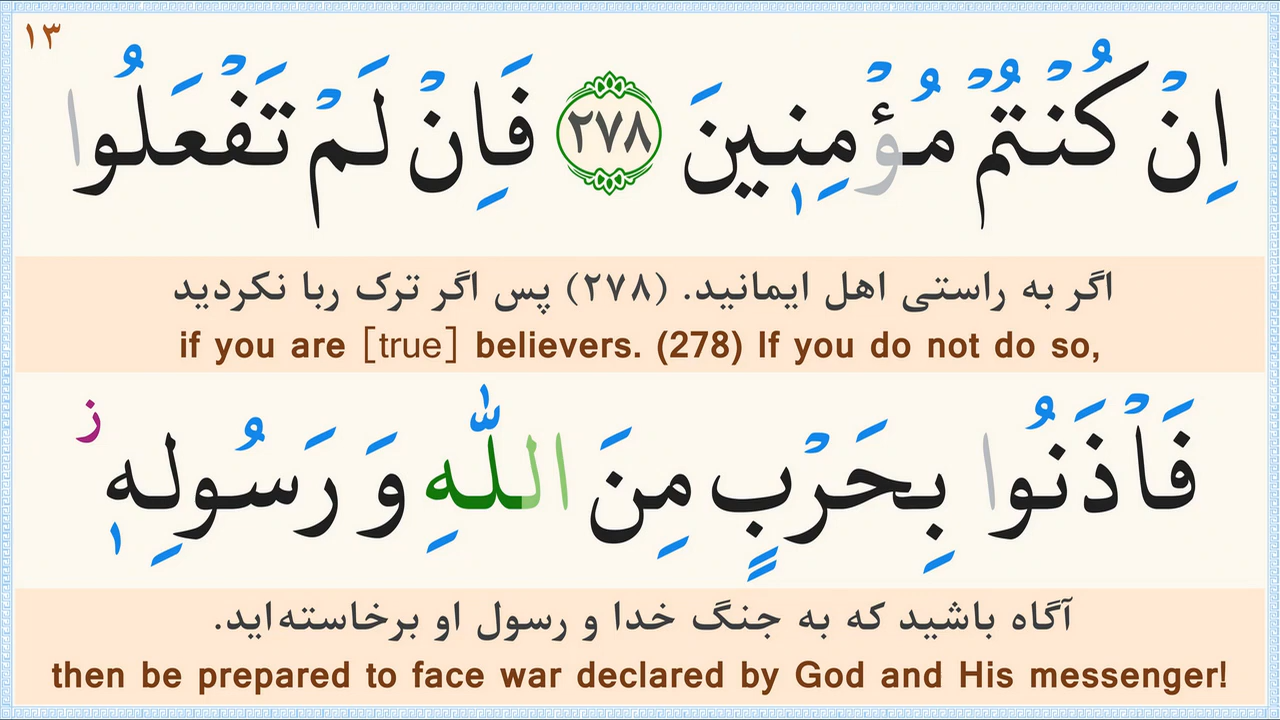 ۱۳
اِنْ كُنْتُمْ مُؤْمِنٖينَ ﴿۲۷۸﴾ فَاِنْ لَمْ تَفْعَلُوا
اگر به راستی اهل ایمانید. (۲۷۸) پس اگر ترک ربا نکردید
if you are [true] believers. (278) If you do not do so,
فَاْذَنُوا بِحَرْبٍ مِنَ اللّٰهِ وَ رَسُولِهٖ ز
آگاه باشید که به جنگ خدا و رسول او برخاسته‌اید.
then be prepared to face war declared by God and His messenger!